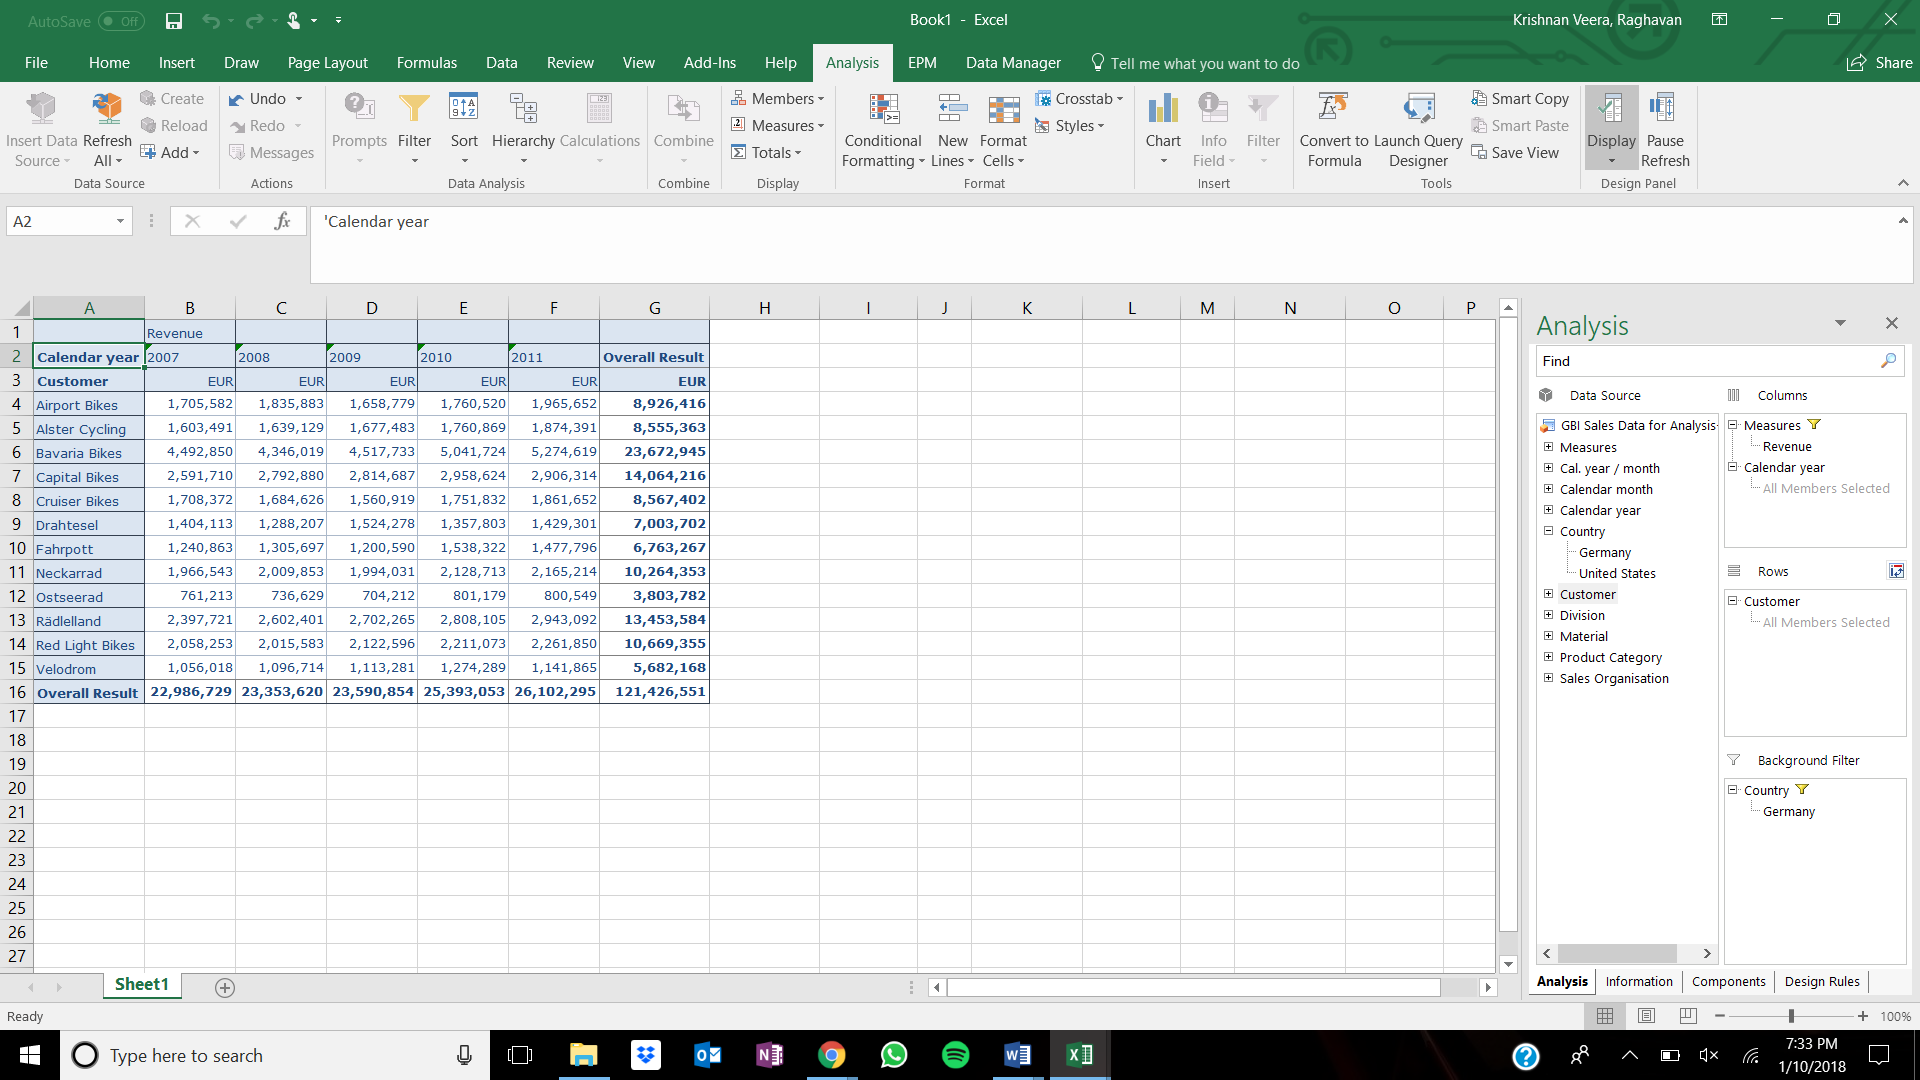 AutoSave Off
Book1 - Excel
Krishnan Veera, Raghavan
File Home Insert Draw Page Layout Formulas Data Review View Add-Ins Help Analysis EPM Data Manager Tell me what you want to do Share
Insert Data Source
Refresh All
Create
Reload
Add
Data Source
Undo
Redo
Messages
Actions
Prompts Filter Sort Hierarchy Calculations
Data Analysis
Combine
Combine
Members
Measures
Totals
Display
Conditional Formatting
New Lines
Format Cells
Crosstab
Styles
Format
Chart
Info Field
Filter
Insert
Convert to Formula
Launch Query Designer
Smart Copy
Smart Paste
Save View
Tools
Display
Pause Refresh
Design Panel
A2 fx 'Calendar year
A B C D E F G H I J K L M N O P
1 Revenue
2 Calendar year 2007 2008 2009 2010 2011 Overall Result
3 Customer EUR EUR EUR EUR EUR EUR
4 Airport Bikes 1,705,582 1,835,883 1,658,779 1,760,520 1,965,652 8,926,416
5 Alster Cycling 1,603,491 1,639,129 1,677,483 1,760,869 1,874,391 8,555,363
6 Bavaria Bikes 4,492,850 4,346,019 4,517,733 5,041,724 5,274,619 23,672,945
7 Capital Bikes 2,591,710 2,792,880 2,814,687 2,958,624 2,906,314 14,064,216
8 Cruiser Bikes 1,708,372 1,684,626 1,560,919 1,751,832 1,861,652 8,567,402
9 Drahtesel 1,404,113 1,288,207 1,524,278 1,357,803 1,429,301 7,003,702
10 Fahrpott 1,240,863 1,305,697 1,200,590 1,538,322 1,477,796 6,763,267
11 Neckarrad 1,966,543 2,009,853 1,994,031 2,128,713 2,165,214 10,264,353
12 Ostseerad 761,213 736,629 704,212 801,179 800,549 3,803,782
13 Rädlelland 2,397,721 2,602,401 2,702,265 2,808,105 2,943,092 13,453,584
14 Red Light Bikes 2,058,253 2,015,583 2,122,596 2,211,073 2,261,850 10,669,355
15 Velodrom 1,056,018 1,096,714 1,113,281 1,274,289 1,141,865 5,682,168
16 Overall Result 22,986,729 23,353,620 23,590,854 25,393,053 26,102,295 121,426,551
17
18
19
20
21
22
23
24
25
26
27
Analysis
Find
Data Source
GBI Sales Data for Analysis
Measures
Cal. year / month
Calendar month
Calendar year
Country
Germany
United States
Customer
Division
Material
Product Category
Sales Organisation
Columns
Measures
Revenue
Calendar year
All Members Selected
Rows
Customer
All Members Selected
Background Filter
Country
Germany
Analysis Information Components Design Rules
Sheet1
Ready
100%
Type here to search
7:33 PM
1/10/2018